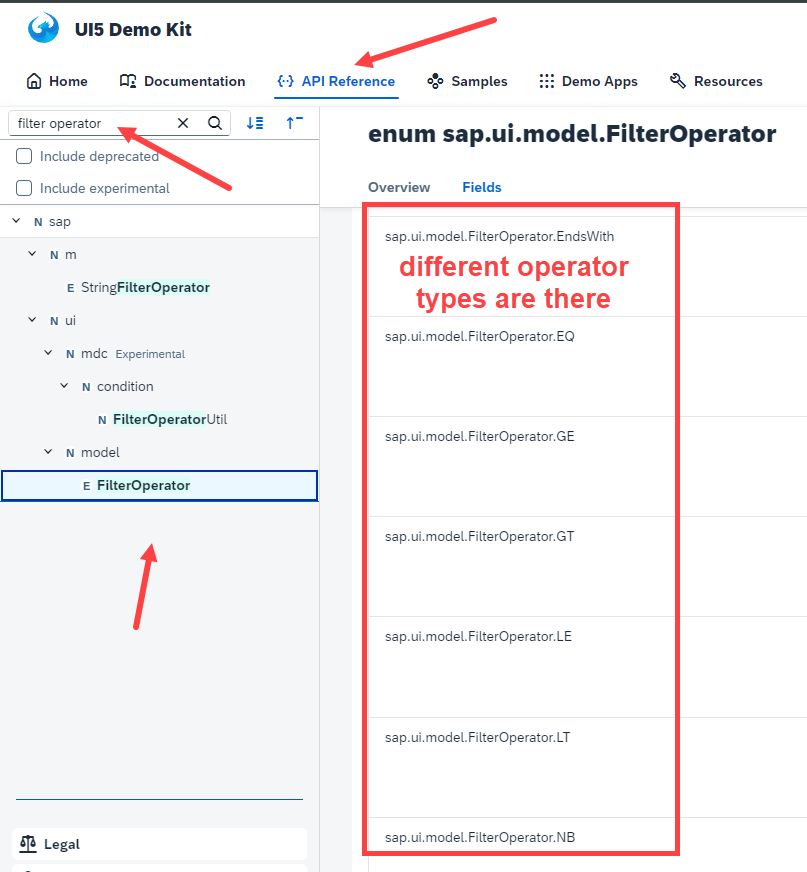 UI5 Demo Kit
Home Documentation API Reference Samples Demo Apps Resources
filter operator
Include deprecated
Include experimental
N sap
N m
E StringFilterOperator
N ui
N mdc Experimental
N condition
N FilterOperatorUtil
N model
E FilterOperator
Legal
enum sap.ui.model.FilterOperator
Overview Fields
sap.ui.model.FilterOperator.EndsWith
different operator
types are there
sap.ui.model.FilterOperator.EQ
sap.ui.model.FilterOperator.GE
sap.ui.model.FilterOperator.GT
sap.ui.model.FilterOperator.LE
sap.ui.model.FilterOperator.LT
sap.ui.model.FilterOperator.NB